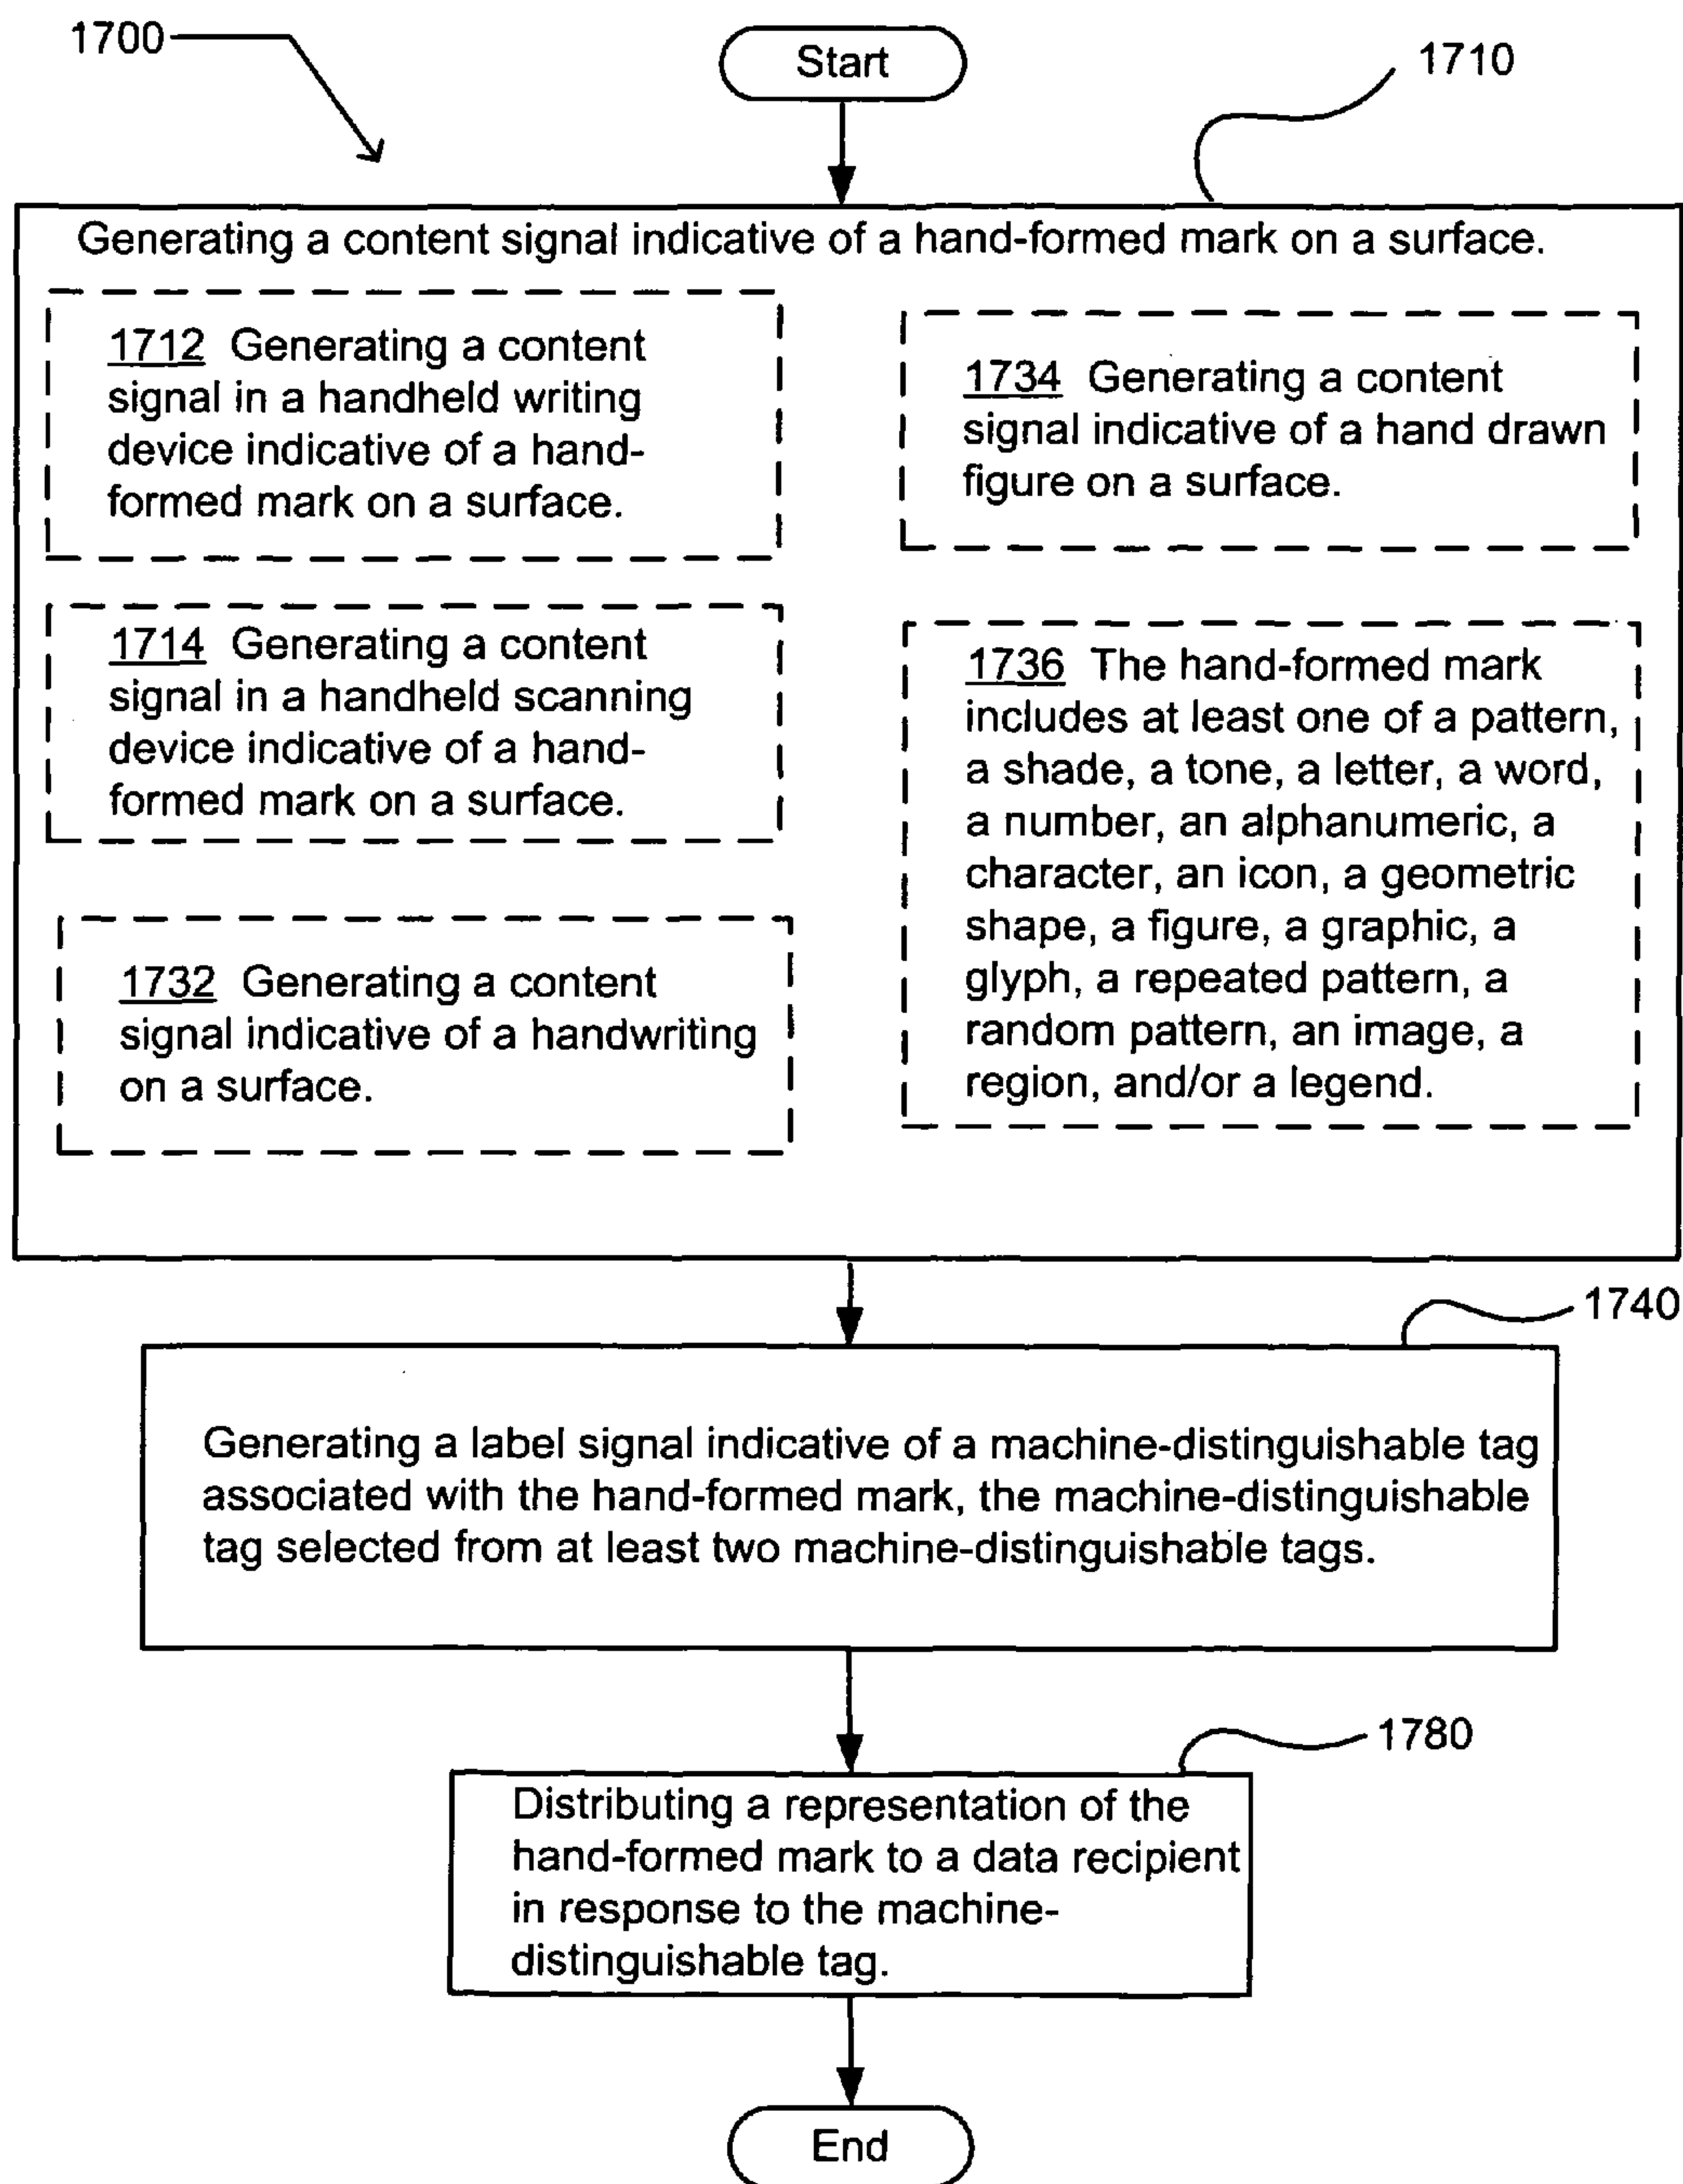 1700
Start
1710
Generating a content signal indicative of a hand-formed mark on a surface.
1712 Generating a content
signal in a handheld writing
device indicative of a hand-
formed mark on a surface.
1714 Generating a content
signal in a handheld scanning
device indicative of a hand-
formed mark on a surface.
1732 Generating a content
signal indicative of a handwriting
on a surface.
1734 Generating a content
signal indicative of a hand drawn
figure on a surface.
1736 The hand-formed mark
includes at least one of a pattern,
a shade, a tone, a letter, a word,
a number, an alphanumeric, a
character, an icon, a geometric
shape, a figure, a graphic, a
glyph, a repeated pattern, a
random pattern, an image, a
region, and/or a legend.
1740
Generating a label signal indicative of a machine-distinguishable tag
associated with the hand-formed mark, the machine-distinguishable
tag selected from at least two machine-distinguishable tags.
1780
Distributing a representation of the
hand-formed mark to a data recipient
in response to the machine-
distinguishable tag.
End